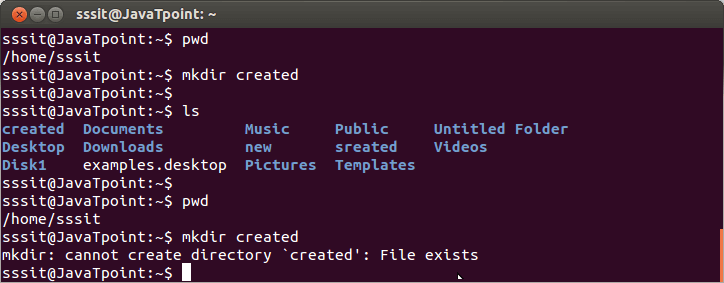 sssit@JavaTpoint: ~
sssit@JavaTpoint:~$ pwd
/home/sssit
sssit@JavaTpoint:~$ mkdir created
sssit@JavaTpoint:~$
sssit@JavaTpoint:~$ ls
created  Documents         Music     Public     Untitled Folder
Desktop  Downloads         new       sreated    Videos
Disk1    examples.desktop  Pictures  Templates
sssit@JavaTpoint:~$
sssit@JavaTpoint:~$ pwd
/home/sssit
sssit@JavaTpoint:~$ mkdir created
mkdir: cannot create directory `created': File exists
sssit@JavaTpoint:~$